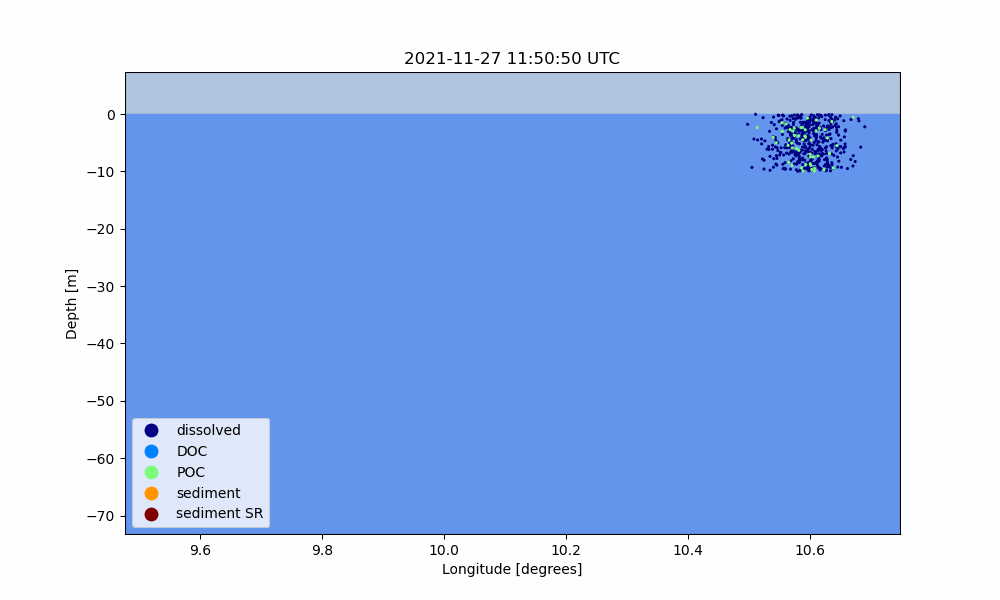 2021-11-27 11:50:50 UTC
0
−10
−20
−30
−40
−50
−60
−70
Depth [m]
dissolved
DOC
POC
sediment
sediment SR
9.6 9.8 10.0 10.2 10.4 10.6
Longitude [degrees]